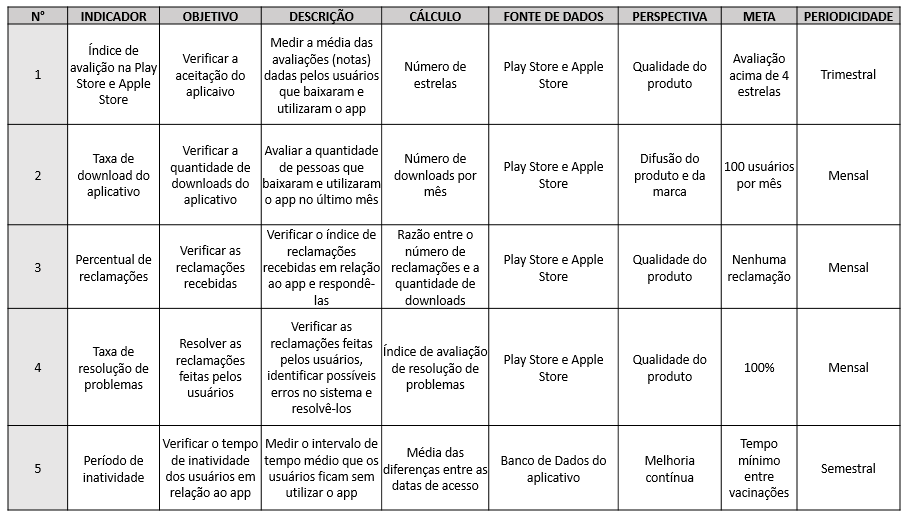 N°
INDICADOR
OBJETIVO
DESCRIÇÃO
CÁLCULO
FONTE DE DADOS
PERSPECTIVA
META
PERIODICIDADE
1
Índice de
avalição na Play
Store e Apple
Store
Verificar a
aceitação do
aplicaivo
Medir a média das
avaliações (notas)
dadas pelos usuários
que baixaram e
utilizaram o app
Número de
estrelas
Play Store e Apple
Store
Qualidade do
produto
Avaliação
acima de 4
estrelas
Trimestral
2
Taxa de
download do
aplicativo
Verificar a
quantidade de
downloads do
aplicativo
Avaliar a quantidade
de pessoas que
baixaram e utilizaram
o app no último mês
Número de
downloads por
mês
Play Store e Apple
Store
Difusão do
produto e da
marca
100 usuários
por mês
Mensal
3
Percentual de
reclamações
Verificar as
reclamações
recebidas
Verificar o índice de
reclamações
recebidas em relação
ao app e respondê-
las
Razão entre o
número de
reclamações e a
quantidade de
downloads
Play Store e Apple
Store
Qualidade do
produto
Nenhuma
reclamação
Mensal
4
Taxa de
resolução de
problemas
Resolver as
reclamações
feitas pelos
usuários
Verificar as
reclamações feitas
pelos usuários,
identificar possíveis
erros no sistema e
resolvê-los
Índice de avaliação
de resolução de
problemas
Play Store e Apple
Store
Qualidade do
produto
100%
Mensal
5
Período de
inatividade
Verificar o tempo
de inatividade
dos usuários em
relação ao app
Medir o intervalo de
tempo médio que os
usuários ficam sem
utilizar o app
Média das
diferenças entre as
datas de acesso
Banco de Dados do
aplicativo
Melhoria
contínua
Tempo
mínimo
entre
vacinações
Semestral